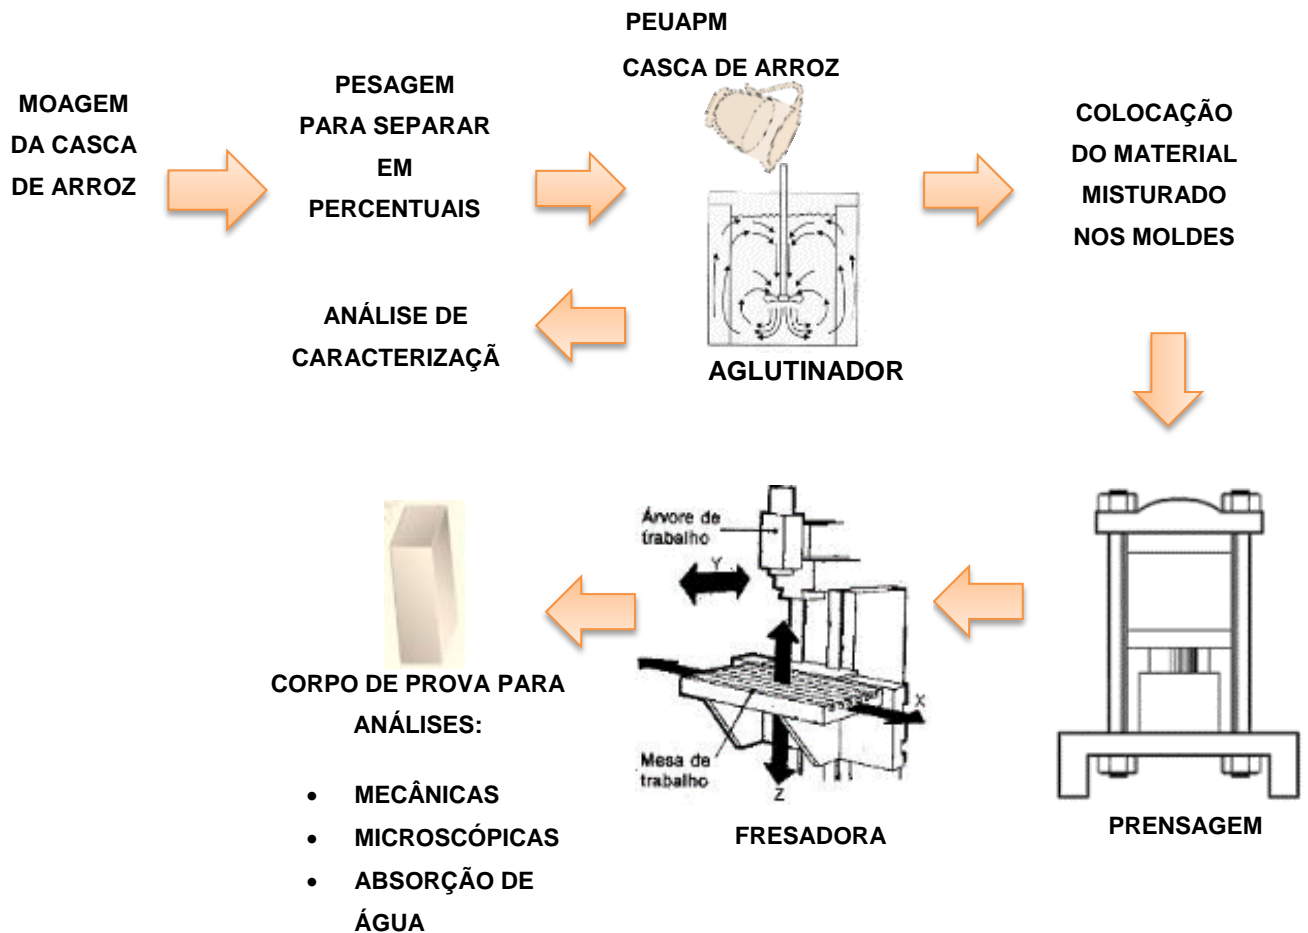 MOAGEM
DA CASCA
DE ARROZ
PESAGEM
PARA SEPARAR
EM
PERCENTUAIS
PEUAPM
CASCA DE ARROZ
AGLUTINADOR
ANÁLISE DE
CARACTERIZAÇÃ
COLOCAÇÃO
DO MATERIAL
MISTURADO
NOS MOLDES
PRENSAGEM
Árvore de
trabalho
Y
X
Mesa de
trabalho
Z
FRESADORA
CORPO DE PROVA PARA
ANÁLISES:
• MECÂNICAS
• MICROSCÓPICAS
• ABSORÇÃO DE
ÁGUA